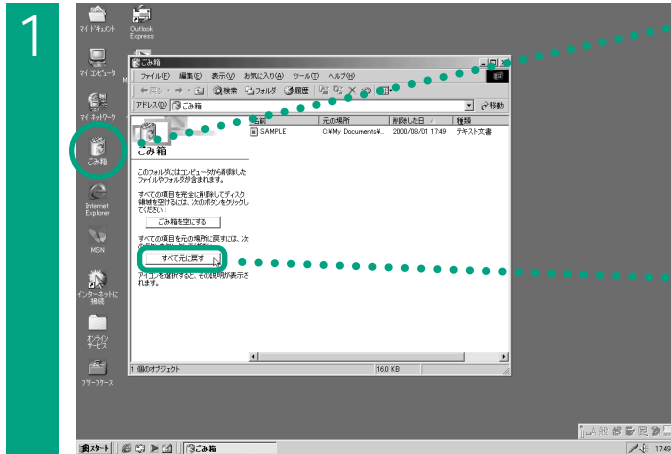 1
マイ ドキュメント
Outlook
Express
マイ コンピュータ
マイ ネットワーク
ごみ箱
Internet
Explorer
MSN
インターネットに
接続
オンライン
サービス
ブリーフケース
ごみ箱
ファイル(F) 編集(E) 表示(V) お気に入り(A) ツール(T) ヘルプ(H)
戻る 検索 フォルダ 履歴
アドレス(D) ごみ箱 移動
名前 元の場所 削除した日 種類
SAMPLE C:¥My Documents¥... 2000/08/01 17:49 テキスト文書
ごみ箱
このフォルダにはコンピュータから削除した
ファイルやフォルダが含まれます。
すべての項目を完全に削除してディスク
領域を空けるには、次のボタンをクリックし
てください:
ごみ箱を空にする
すべての項目を元の場所に戻すには、次
すべて元に戻す
アイコンを選択すると、その説明が表示さ
れます。
1 個のオブジェクト 16.0 KB
スタート ごみ箱 17:49